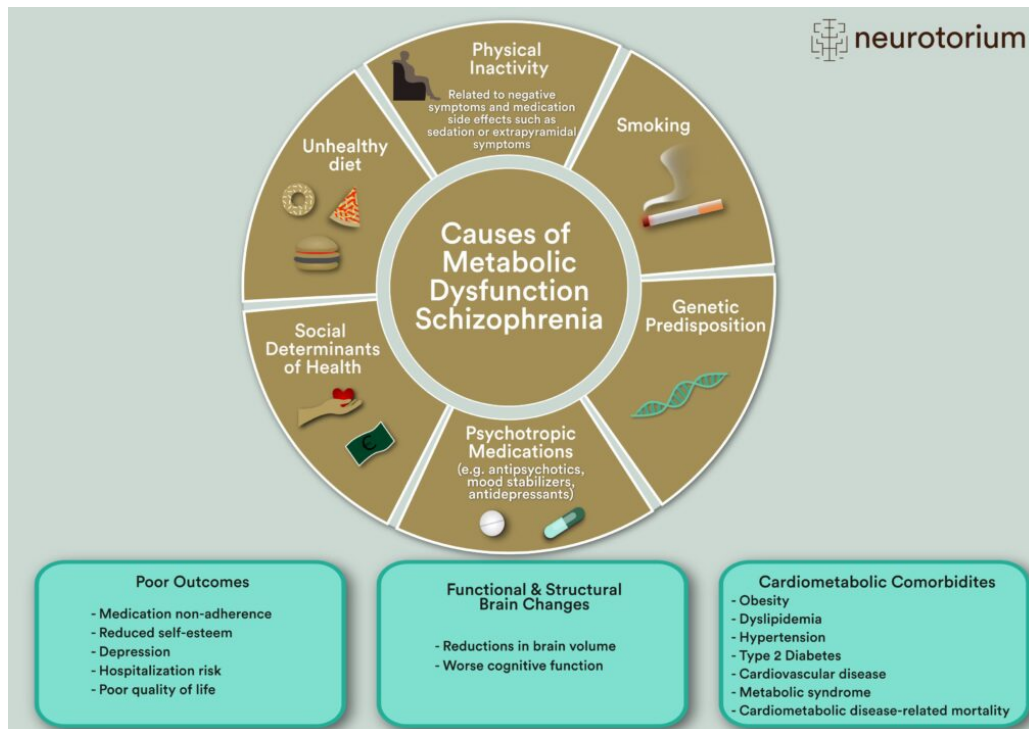 neurotorium
Physical
Inactivity
Related to negative
symptoms and medication
side effects such as
sedation or extrapyramidal
symptoms
Smoking
Unhealthy
diet
Causes of
Metabolic
Dysfunction
Schizophrenia
Genetic
Predisposition
Social
Determinants
of Health
€
Psychotropic
Medications
(e.g. antipsychotics,
mood stabilizers,
antidepressants)
Poor Outcomes
- Medication non-adherence
- Reduced self-esteem
- Depression
- Hospitalization risk
- Poor quality of life
Functional & Structural
Brain Changes
- Reductions in brain volume
- Worse cognitive function
Cardiometabolic Comorbidites
- Obesity
- Dyslipidemia
- Hypertension
- Type 2 Diabetes
- Cardiovascular disease
- Metabolic syndrome
- Cardiometabolic disease-related mortality